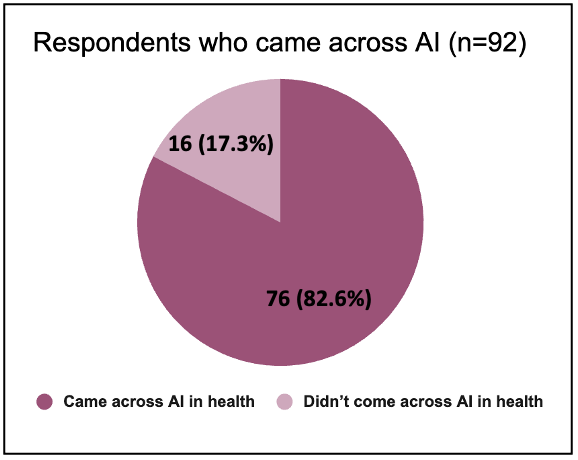 Respondents who came across AI (n=92)
16 (17.3%)
76 (82.6%)
Came across AI in health
Didn’t come across AI in health